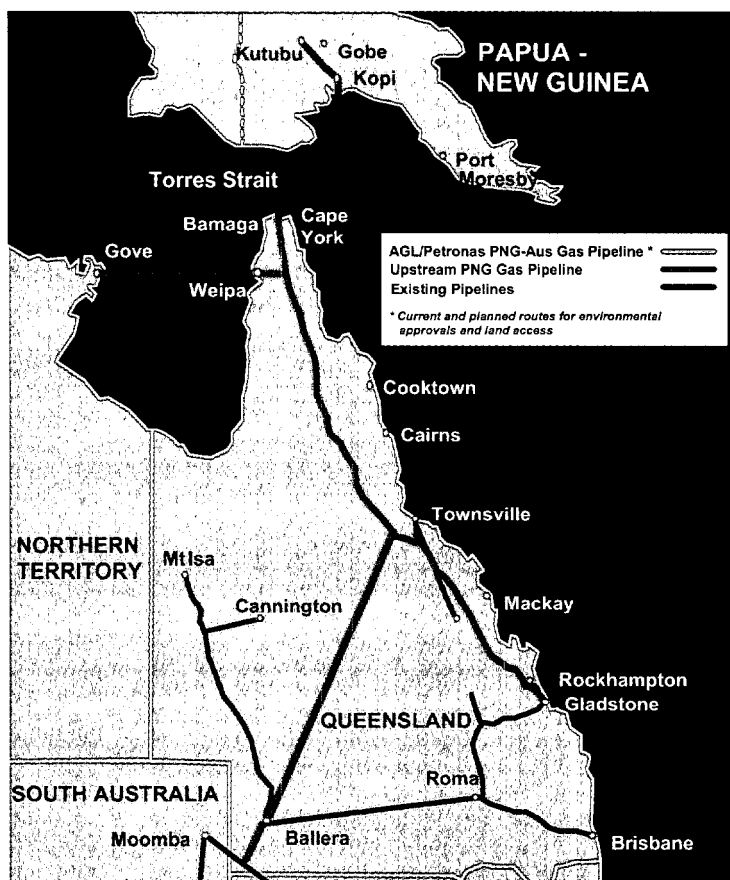 PAPUA -
NEW GUINEA
Kutubu
Gobe
Kopi
Port
Moresby
Torres Strait
Bamaga
Cape
York
Gove
Weipa
AGL/Petronas PNG-Aus Gas Pipeline *
Upstream PNG Gas Pipeline
Existing Pipelines
* Current and planned routes for environmental
approvals and land access
Cooktown
Cairns
Townsville
NORTHERN
TERRITORY
Mt Isa
Cannington
Mackay
Rockhampton
Gladstone
QUEENSLAND
Roma
SOUTH AUSTRALIA
Moomba
Ballera
Brisbane